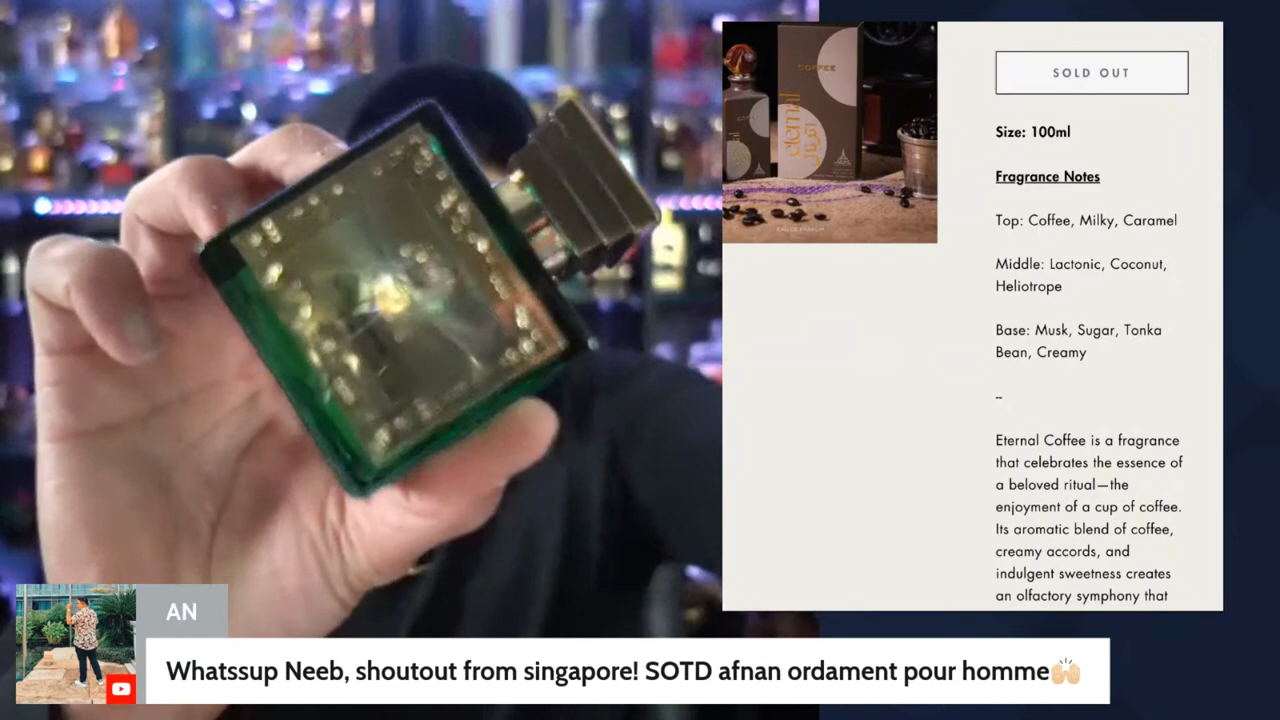 COFFEE
eternal
EAU DE PARFUM
SOLD OUT
Size: 100ml
Fragrance Notes
Top: Coffee, Milky, Caramel
Middle: Lactonic, Coconut,
Heliotrope
Base: Musk, Sugar, Tonka
Bean, Creamy
–
Eternal Coffee is a fragrance
that celebrates the essence of
a beloved ritual—the
enjoyment of a cup of coffee.
Its aromatic blend of coffee,
creamy accords, and
indulgent sweetness creates
an olfactory symphony that
AN
Whatssup Neeb, shoutout from singapore! SOTD afnan ordament pour homme🙌🏻